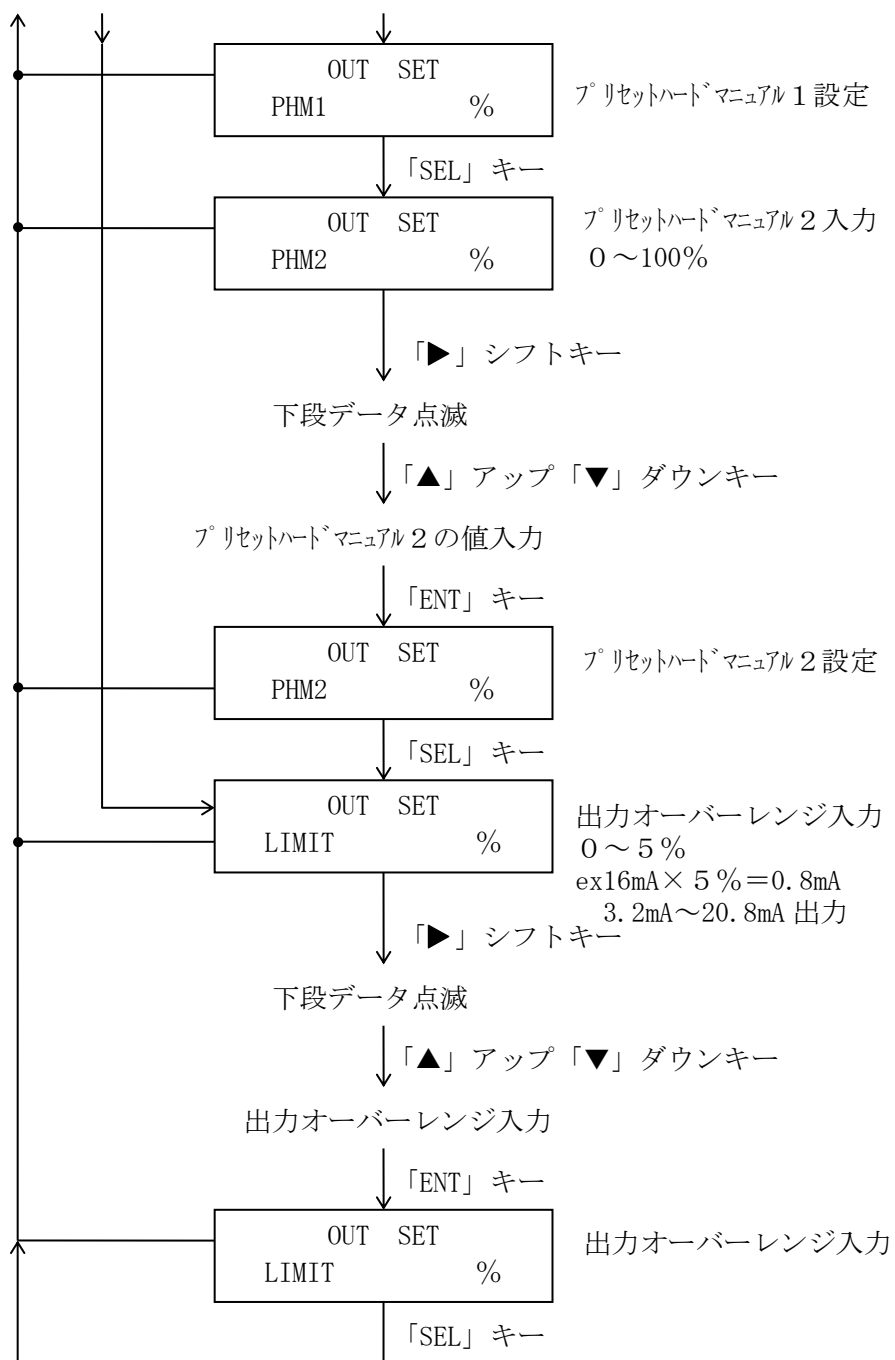 OUT SET
PHM1 %
プリセットハードマニュアル1設定
「SEL」キー
OUT SET
PHM2 %
プリセットハードマニュアル2入力
0～100%
「▶」シフトキー
下段データ点滅
「▲」アップ「▼」ダウンキー
プリセットハードマニュアル2の値入力
「ENT」キー
OUT SET
PHM2 %
プリセットハードマニュアル2設定
「SEL」キー
OUT SET
LIMIT %
出力オーバーレンジ入力
0～5%
ex16mA×5%=0.8mA
3.2mA～20.8mA 出力
「▶」シフトキー
下段データ点滅
「▲」アップ「▼」ダウンキー
出力オーバーレンジ入力
「ENT」キー
OUT SET
LIMIT %
出力オーバーレンジ入力
「SEL」キー